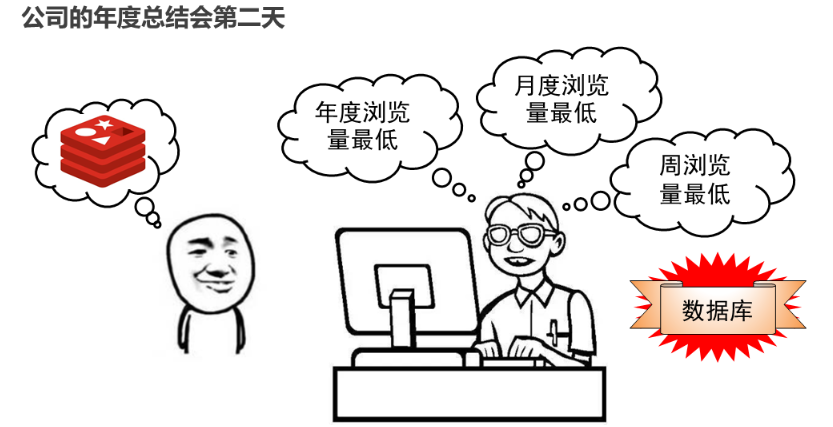 公司的年度总结会第二天
年度浏览
量最低
月度浏览
量最低
周浏览
量最低
数据库